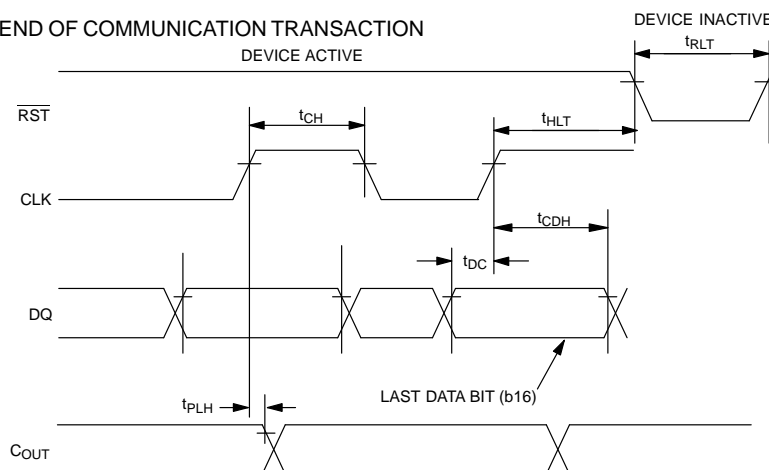 END OF COMMUNICATION TRANSACTION
DEVICE INACTIVE
DEVICE ACTIVE
tRLT
RST
tCH
tHLT
CLK
tCDH
tDC
DQ
LAST DATA BIT (b16)
tPLH
COUT